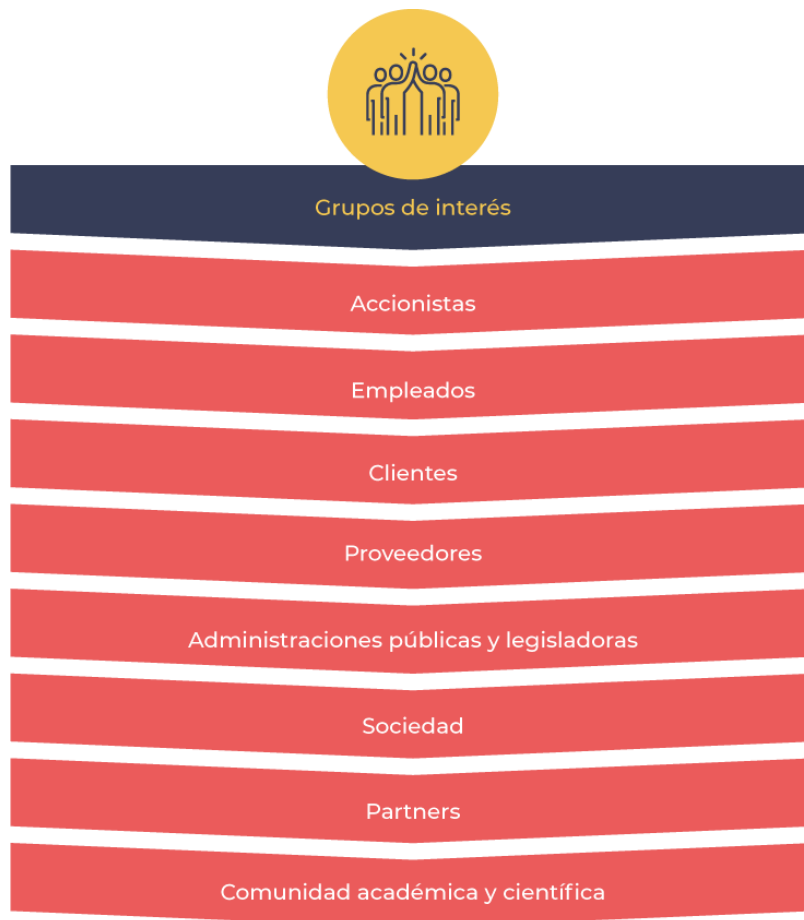 Grupos de interés
Accionistas
Empleados
Clientes
Proveedores
Administraciones públicas y legisladoras
Sociedad
Partners
Comunidad académica y científica